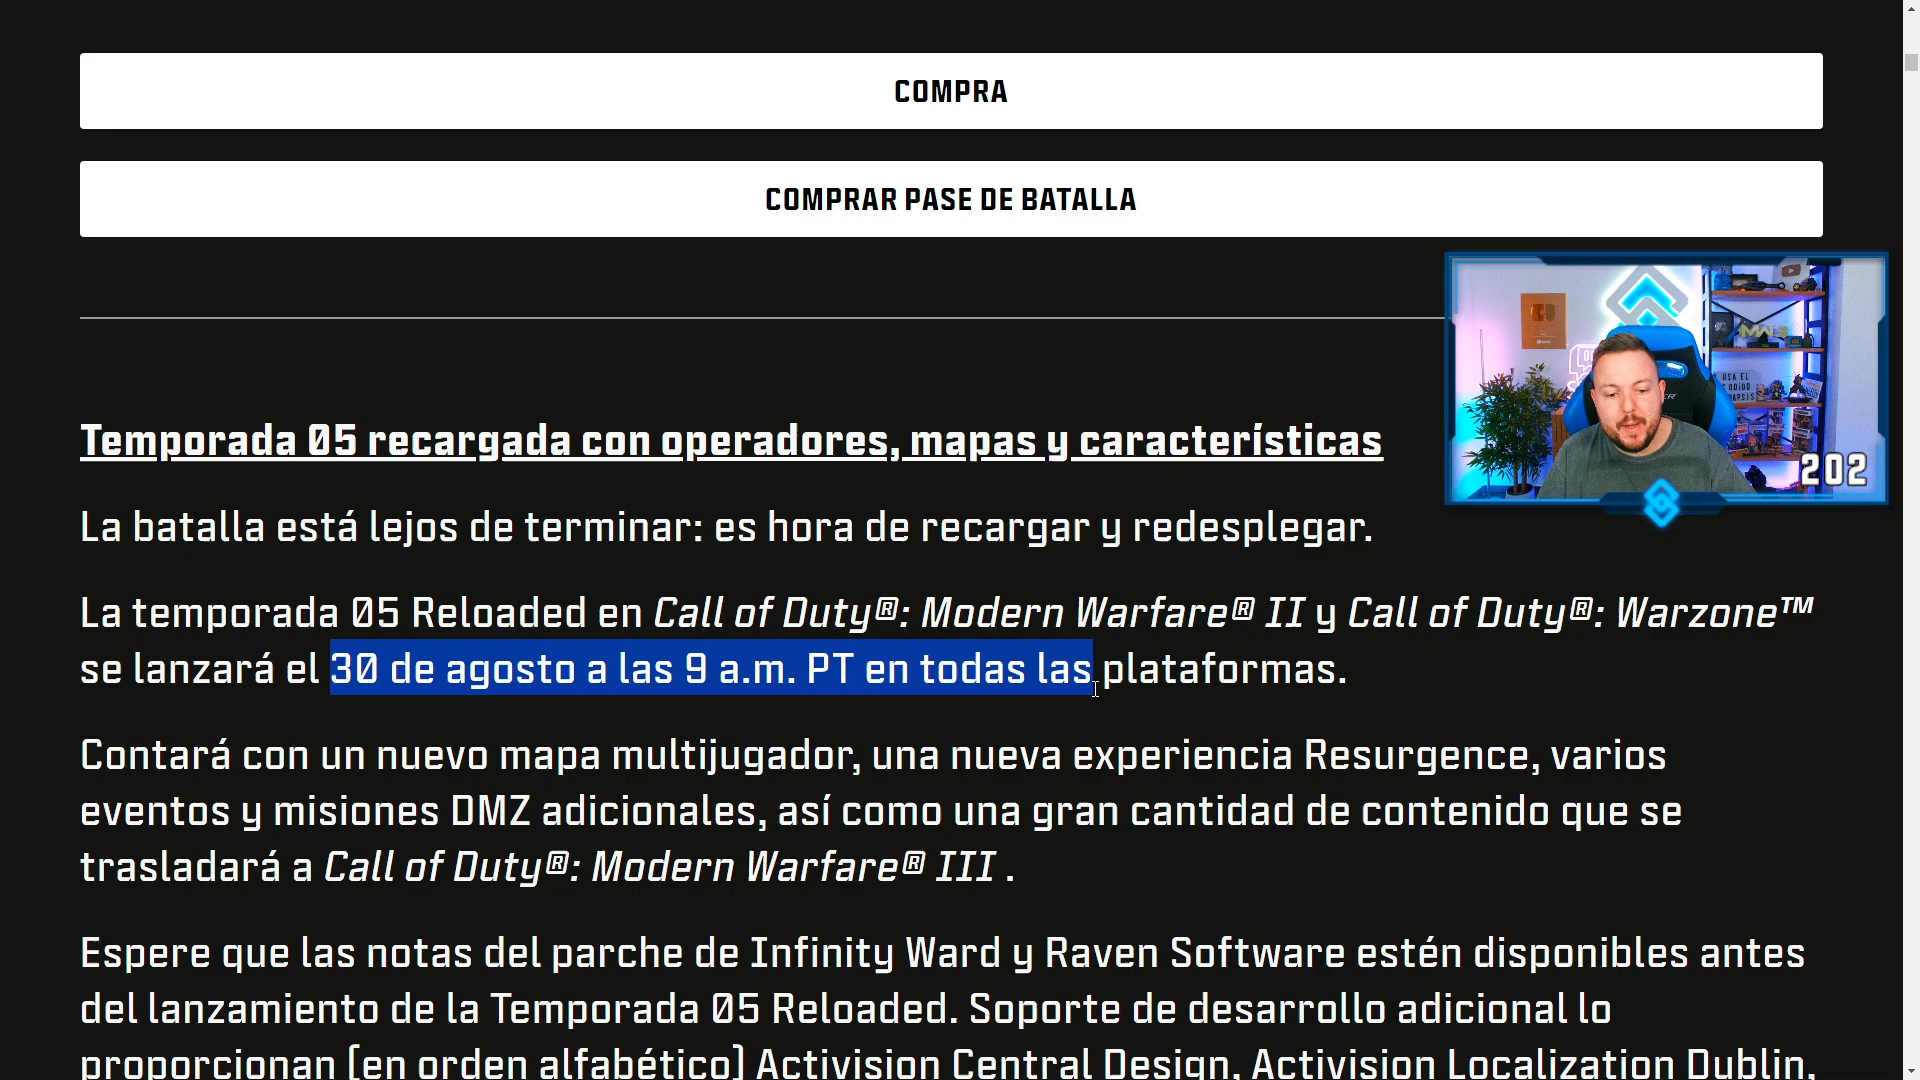 COMPRA
COMPRAR PASE DE BATALLA
Temporada 05 recargada con operadores, mapas y características
La batalla está lejos de terminar: es hora de recargar y redesplegar.
La temporada 05 Reloaded en Call of Duty®: Modern Warfare® II y Call of Duty®: Warzone™
se lanzará el 30 de agosto a las 9 a.m. PT en todas las plataformas.
Contará con un nuevo mapa multijugador, una nueva experiencia Resurgence, varios
eventos y misiones DMZ adicionales, así como una gran cantidad de contenido que se
trasladará a Call of Duty®: Modern Warfare® III .
Espere que las notas del parche de Infinity Ward y Raven Software estén disponibles antes
del lanzamiento de la Temporada 05 Reloaded. Soporte de desarrollo adicional lo
proporcionan [en orden alfabético] Activision Central Design, Activision Localization Dublin,
USA EL
202